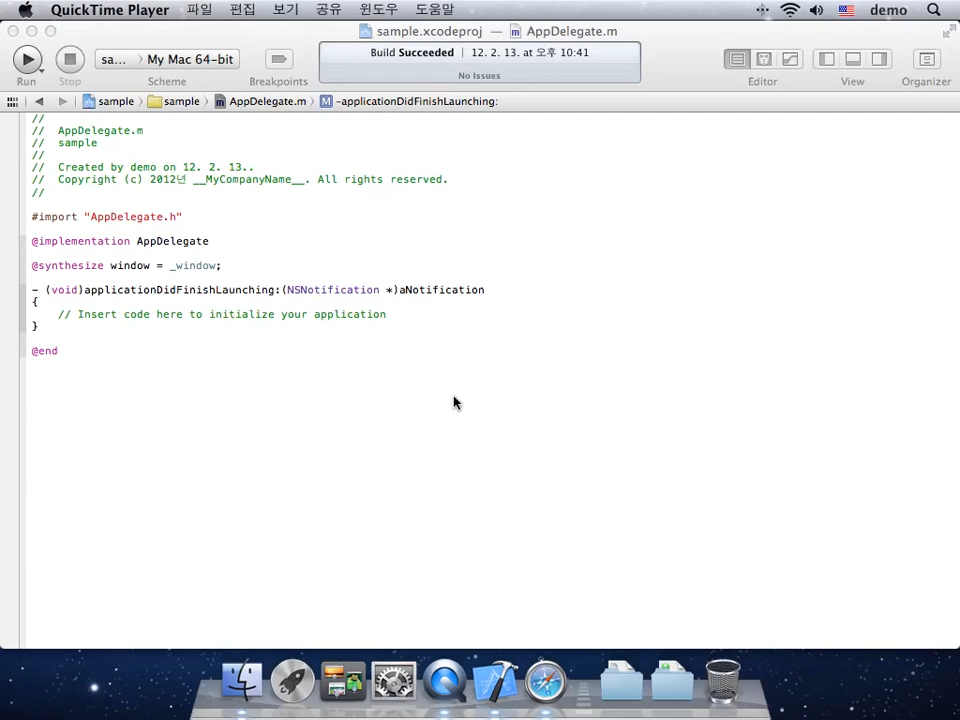 QuickTime Player 파일 편집 보기 공유 윈도우 도움말 demo
sample.xcodeproj — AppDelegate.m
Build Succeeded 12. 2. 13. at 오후 10:41
No Issues
sa... My Mac 64-bit
Run Stop Scheme Breakpoints Editor View Organizer
sample sample AppDelegate.m M -applicationDidFinishLaunching:
//
// AppDelegate.m
// sample
//
// Created by demo on 12. 2. 13..
// Copyright (c) 2012년 __MyCompanyName__. All rights reserved.
//
#import "AppDelegate.h"
@implementation AppDelegate
@synthesize window = _window;
- (void)applicationDidFinishLaunching:(NSNotification *)aNotification
{
// Insert code here to initialize your application
}
@end